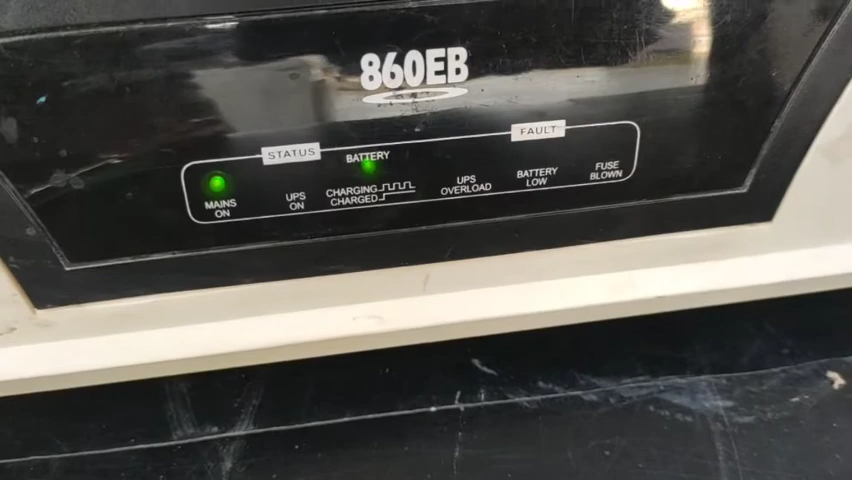 860EB
STATUS
BATTERY
FAULT
MAINS
ON
UPS
ON
CHARGING
CHARGED
UPS
OVERLOAD
BATTERY
LOW
FUSE
BLOWN